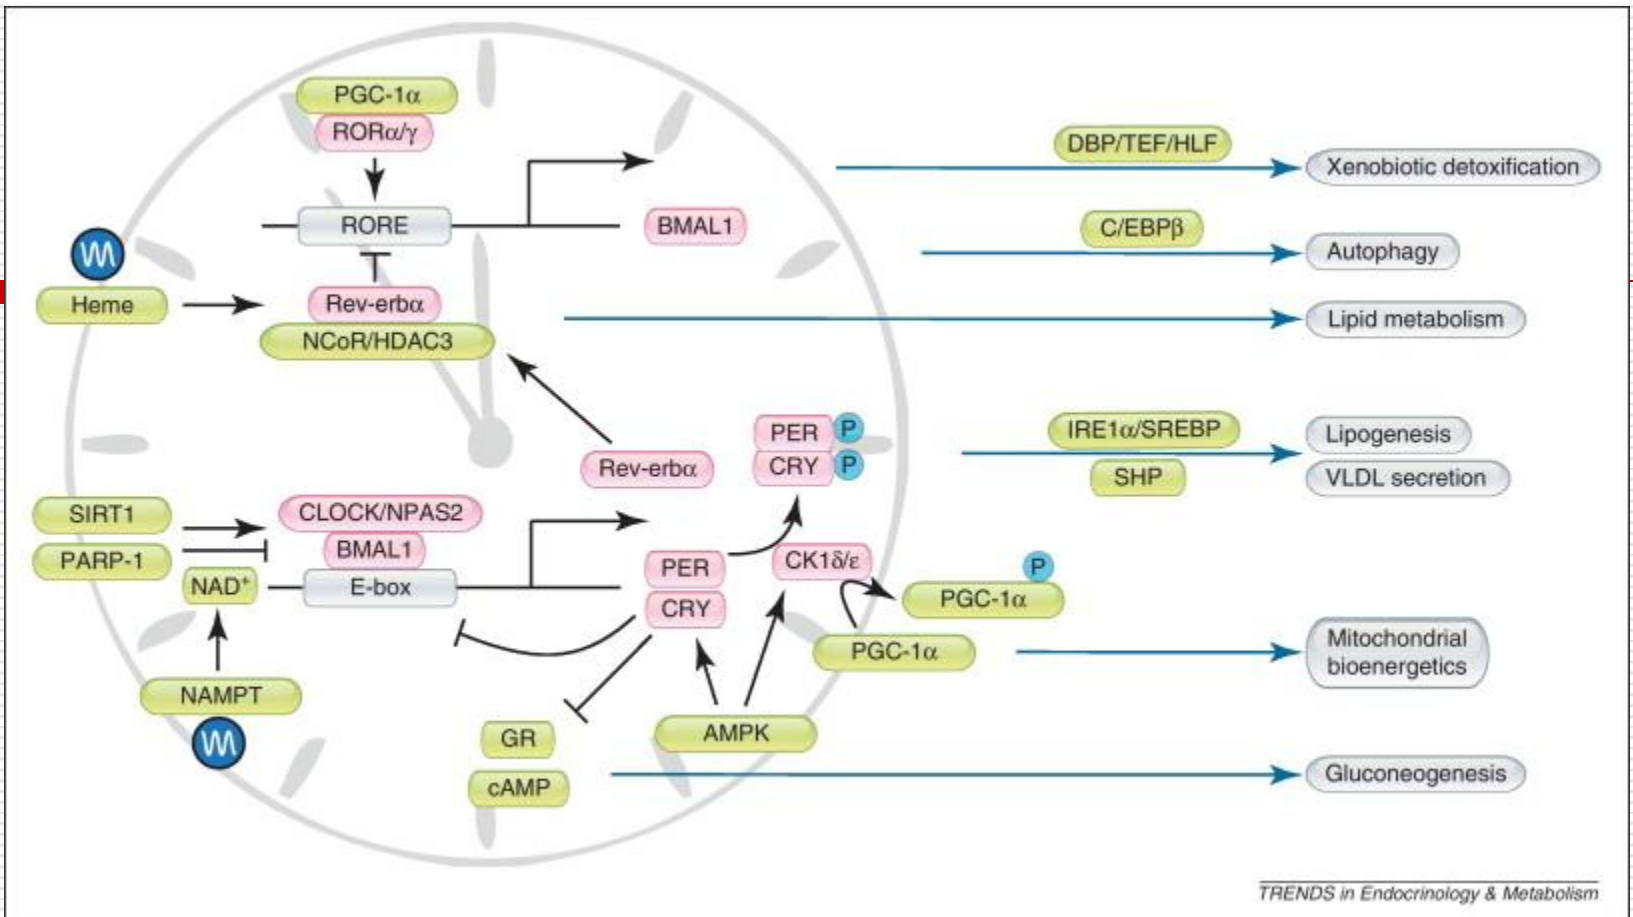 PGC-1α
RORα/γ
RORE
BMAL1
Heme
Rev-erbα
NCoR/HDAC3
Rev-erbα
PER P
CRY P
SIRT1
PARP-1
NAD⁺
NAMPT
CLOCK/NPAS2
BMAL1
E-box
PER
CRY
CK1δ/ε
P
PGC-1α
PGC-1α
AMPK
GR
cAMP
DBP/TEF/HLF
Xenobiotic detoxification
C/EBPβ
Autophagy
Lipid metabolism
IRE1α/SREBP
SHP
Lipogenesis
VLDL secretion
Mitochondrial
bioenergetics
Gluconeogenesis
TRENDS in Endocrinology & Metabolism